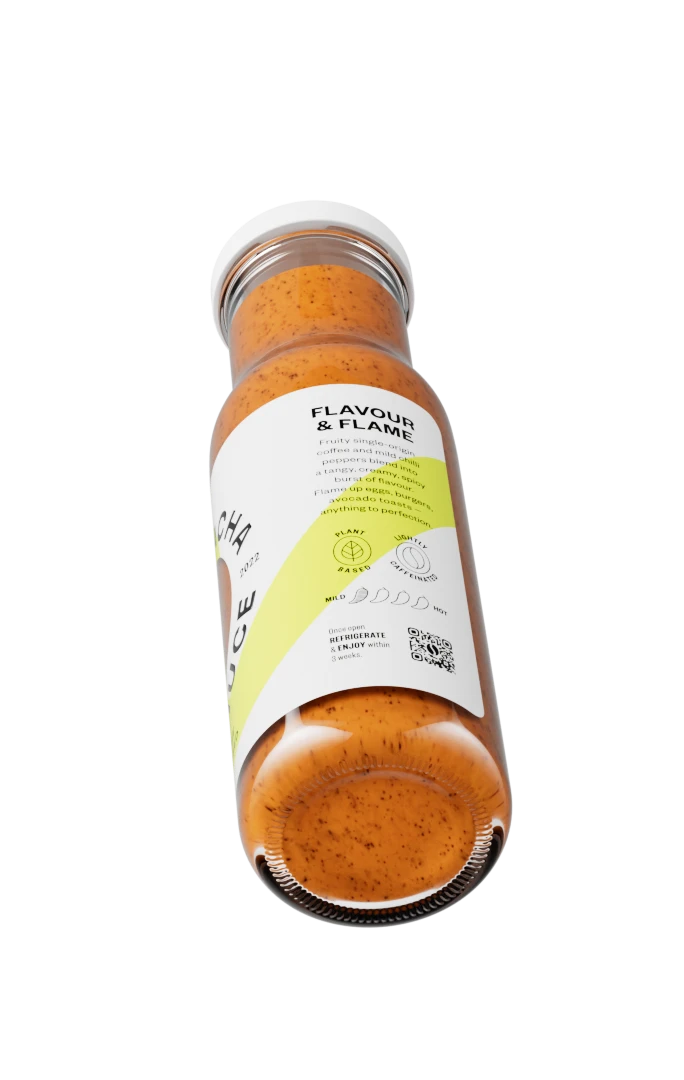 FLAVOUR
& FLAME
Fruity single-origin
coffee and mild chilli
peppers blend into
a tangy, creamy, spicy
burst of flavour.
Flame up eggs, burgers,
avocado toasts –
anything to perfection.
CHA
2022
UCE
PLANT
BASED
LIGHTLY
CAFFEINATED
MILD HOT
Once open
REFRIGERATE
& ENJOY within
3 weeks.